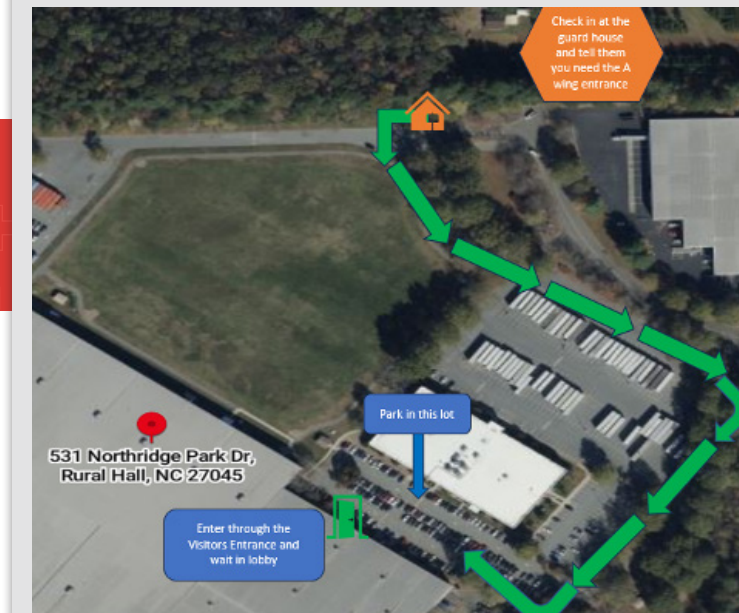 Check in at the
guard house
and tell them
you need the A
wing entrance
Park in this lot
531 Northridge Park Dr,
Rural Hall, NC 27045
Enter through the
Visitors Entrance and
wait in lobby